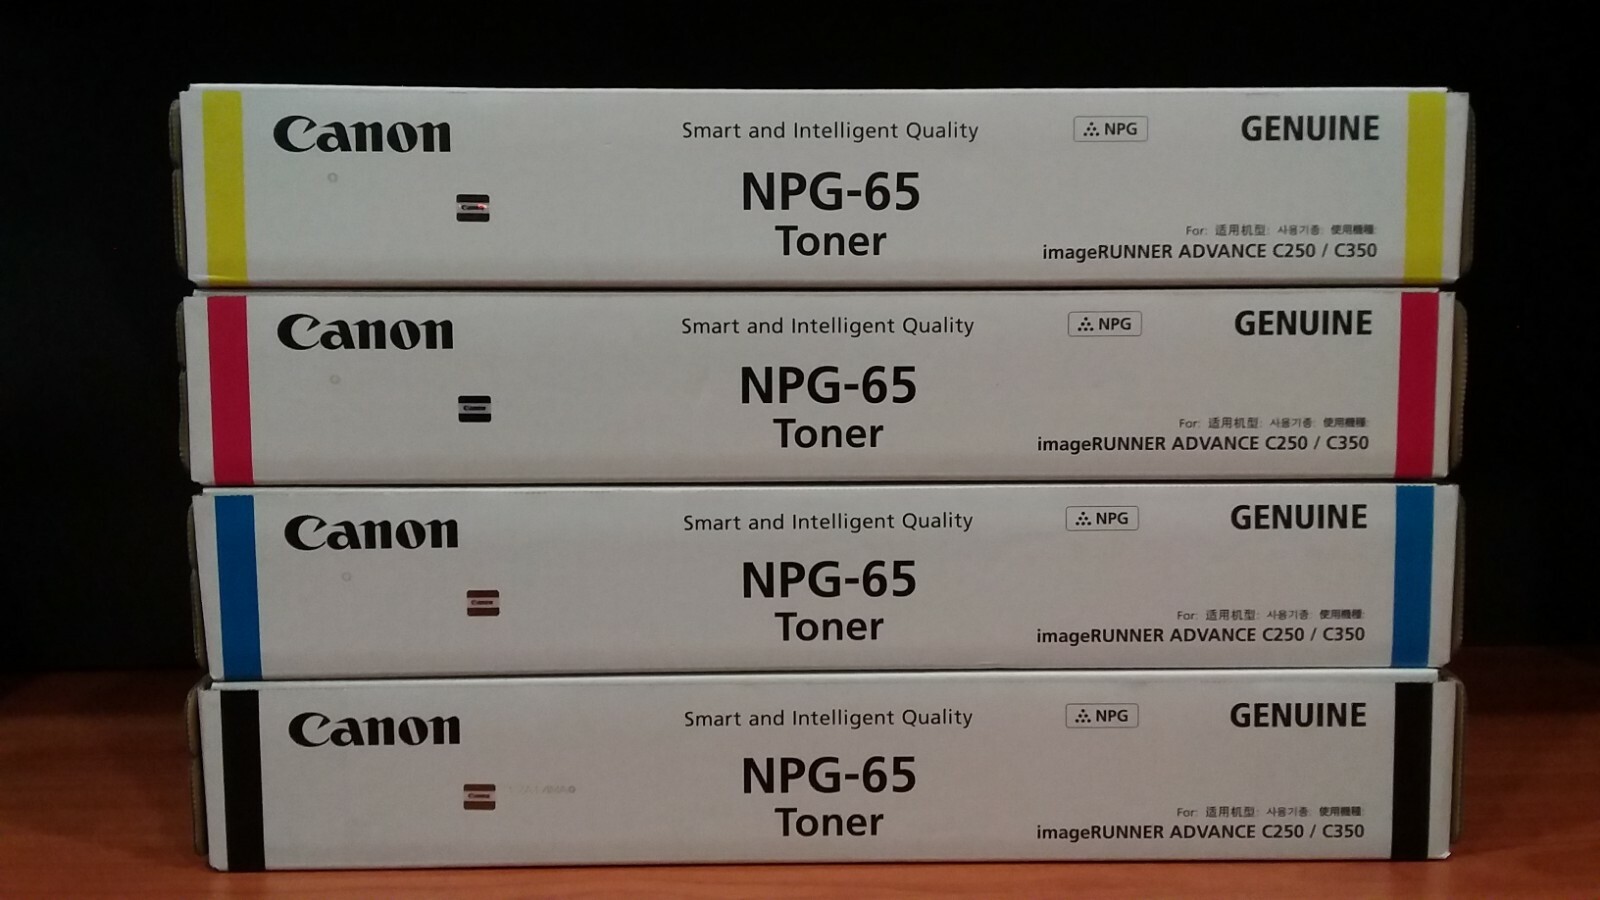 Canon Smart and Intelligent Quality NPG GENUINE
NPG-65
Toner
For: 适用机型: 사용기종: 使用機種:
imageRUNNER ADVANCE C250 / C350
Canon Smart and Intelligent Quality NPG GENUINE
NPG-65
Toner
For: 适用机型: 사용기종: 使用機種:
imageRUNNER ADVANCE C250 / C350
Canon Smart and Intelligent Quality NPG GENUINE
NPG-65
Toner
For: 适用机型: 사용기종: 使用機種:
imageRUNNER ADVANCE C250 / C350
Canon Smart and Intelligent Quality NPG GENUINE
NPG-65
Toner
For: 适用机型: 사용기종: 使用機種:
imageRUNNER ADVANCE C250 / C350